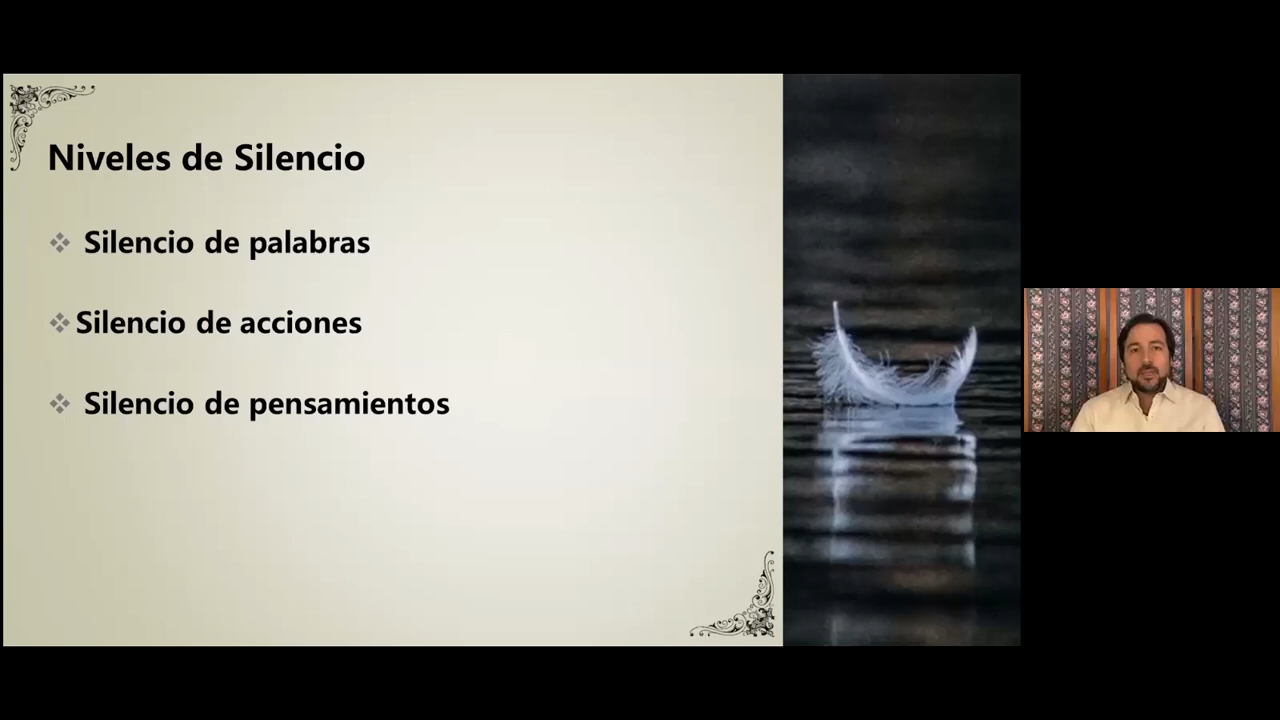 Niveles de Silencio
Silencio de palabras
Silencio de acciones
Silencio de pensamientos